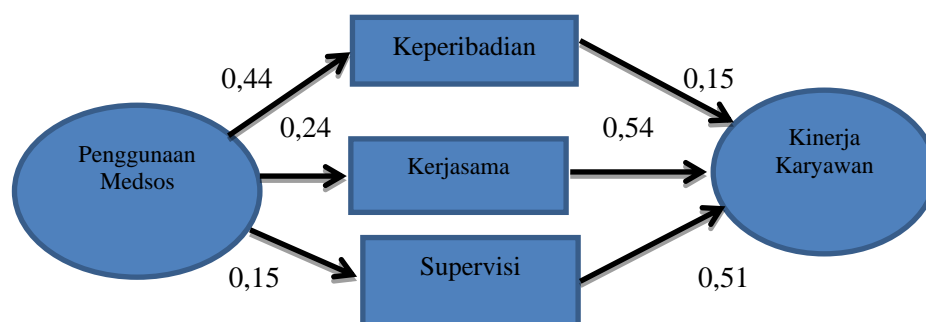 Keperibadian
0,44
0,15
0,24
0,54
Penggunaan
Medsos
Kerjasama
Kinerja
Karyawan
Supervisi
0,15
0,51